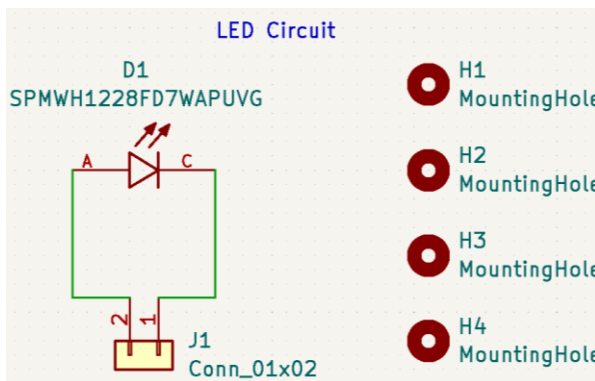 LED Circuit
D1
SPMWH1228FD7WAPUVG
A
C
2
1
J1
Conn_01x02
H1
MountingHole
H2
MountingHole
H3
MountingHole
H4
MountingHole